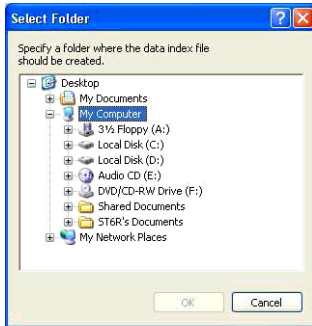 Select Folder
Specify a folder where the data index file
should be created.
Desktop
My Documents
My Computer
3½ Floppy (A:)
Local Disk (C:)
Local Disk (D:)
Audio CD (E:)
DVD/CD-RW Drive (F:)
Shared Documents
ST6R's Documents
My Network Places
OK Cancel